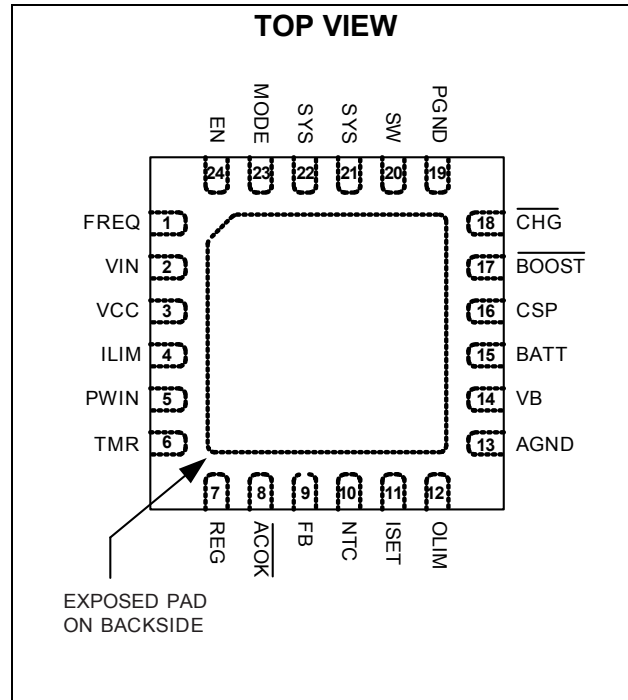 TOP VIEW
EN
MODE
SYS
SYS
SW
PGND
24
23
22
21
20
19
FREQ 1
VIN 2
VCC 3
ILIM 4
PWIN 5
TMR 6
18 CHG
17 BOOST
16 CSP
15 BATT
14 VB
13 AGND
7
8
9
10
11
12
REG
ACOK
FB
NTC
ISET
OLIM
EXPOSED PAD
ON BACKSIDE